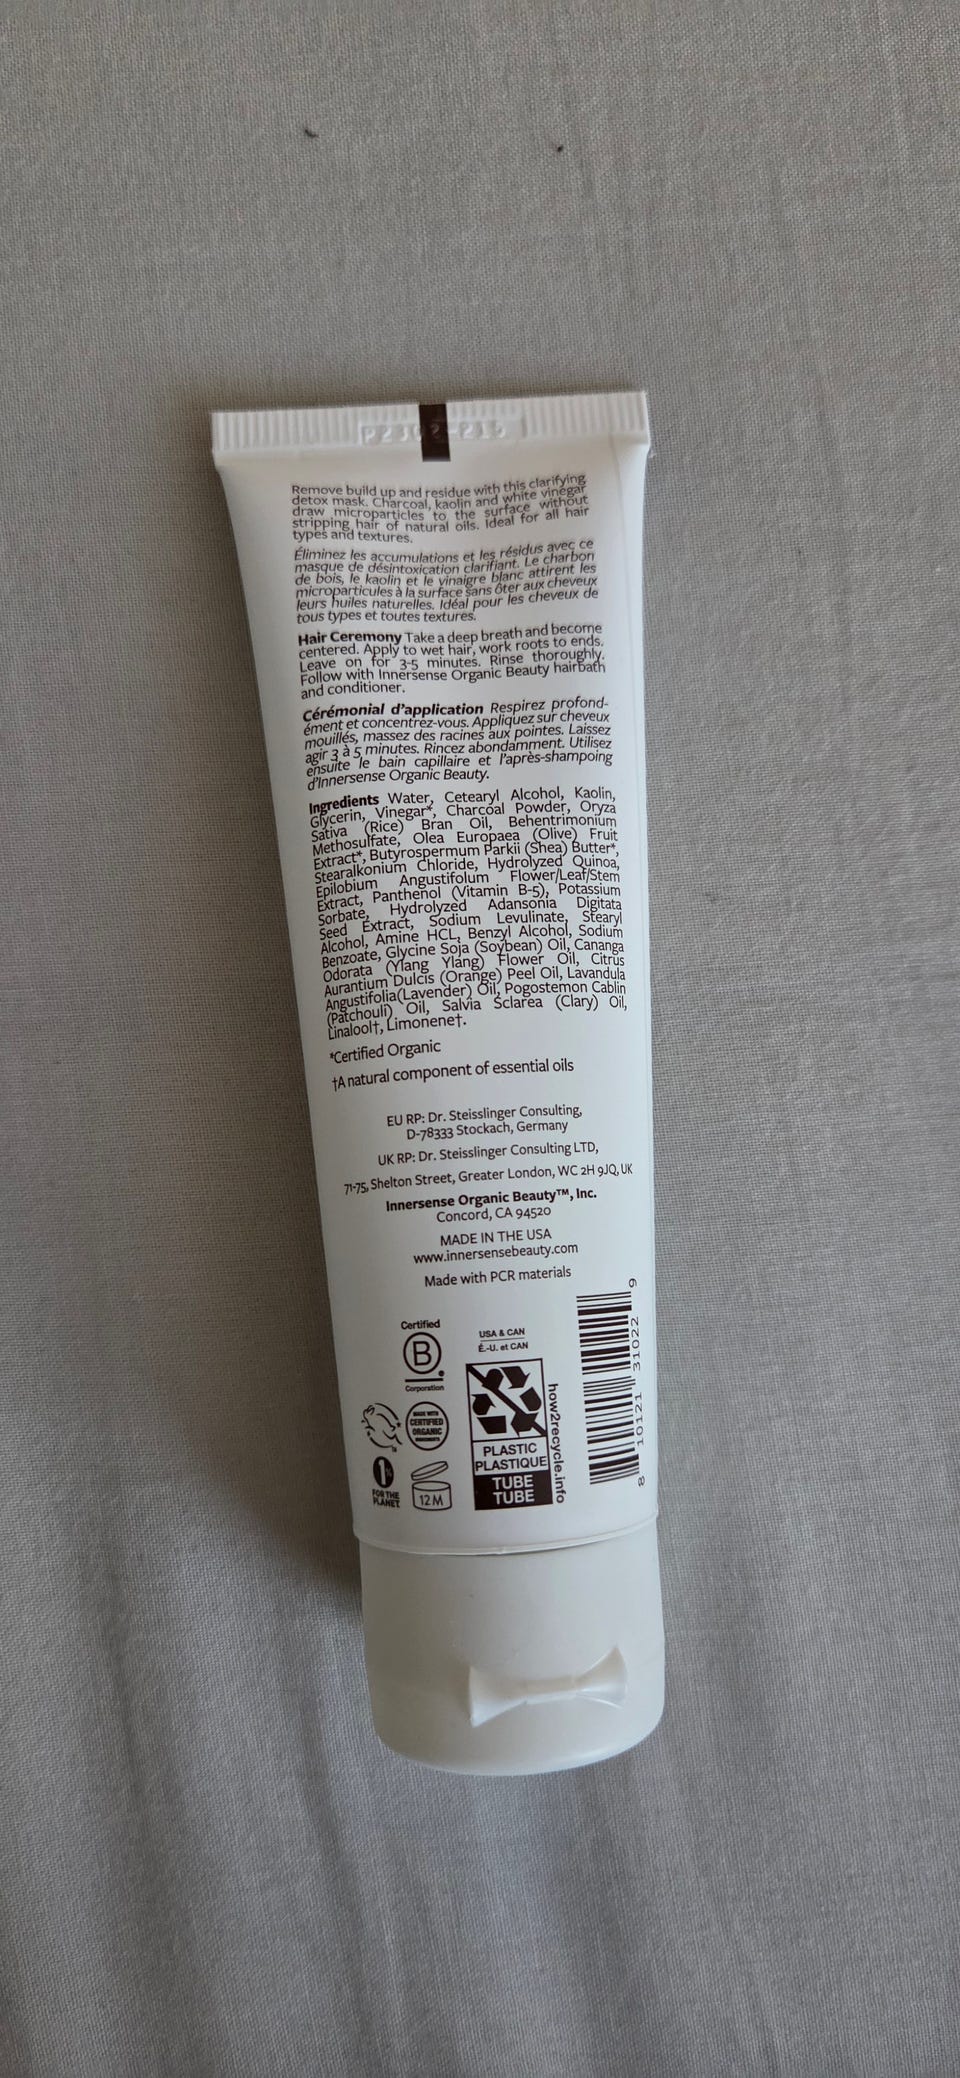 Remove build up and residue with this clarifying
detox mask. Charcoal, kaolin and white vinegar
draw microparticles to the surface without
stripping hair of natural oils. Ideal for all hair
types and textures.
Éliminez les accumulations et les résidus avec ce
masque de désintoxication clarifiant. Le charbon
de bois, le kaolin et le vinaigre blanc attirent les
microparticules à la surface sans ôter aux cheveux
leurs huiles naturelles. Idéal pour les cheveux de
tous types et toutes textures.
Hair Ceremony Take a deep breath and become
centered. Apply to wet hair, work roots to ends.
Leave on for 3-5 minutes. Rinse thoroughly.
Follow with Innersense Organic Beauty hairbath
and conditioner.
Cérémonial d'application Respirez profond-
ément et concentrez-vous. Appliquez sur cheveux
mouillés, massez des racines aux pointes. Laissez
agir 3 à 5 minutes. Rincez abondamment. Utilisez
ensuite le bain capillaire et l'après-shampoing
d'Innersense Organic Beauty.
Ingredients Water, Cetearyl Alcohol, Kaolin,
Glycerin, Vinegar*, Charcoal Powder, Oryza
Sativa (Rice) Bran Oil, Behentrimonium
Methosulfate, Olea Europaea (Olive) Fruit
Extract*, Butyrospermum Parkii (Shea) Butter*,
Stearalkonium Chloride, Hydrolyzed Quinoa,
Epilobium Angustifolum Flower/Leaf/Stem
Extract, Panthenol (Vitamin B-5), Potassium
Sorbate, Hydrolyzed Adansonia Digitata
Seed Extract, Sodium Levulinate, Stearyl
Alcohol, Amine HCL, Benzyl Alcohol, Sodium
Benzoate, Glycine Soja (Soybean) Oil, Cananga
Odorata (Ylang Ylang) Flower Oil, Citrus
Aurantium Dulcis (Orange) Peel Oil, Lavandula
Angustifolia(Lavender) Oil, Pogostemon Cablin
(Patchouli) Oil, Salvia Sclarea (Clary) Oil,
Linalool†, Limonene†.
*Certified Organic
†A natural component of essential oils
EU RP: Dr. Steisslinger Consulting,
D-78333 Stockach, Germany
UK RP: Dr. Steisslinger Consulting LTD,
71-75, Shelton Street, Greater London, WC 2H 9JQ, UK
Innersense Organic Beauty™, Inc.
Concord, CA 94520
MADE IN THE USA
www.innersensebeauty.com
Made with PCR materials
Certified
B
Corporation
MADE WITH
CERTIFIED
ORGANIC
INGREDIENTS
1%
FOR THE
PLANET
12 M
USA & CAN
É.-U. et CAN
PLASTIC
PLASTIQUE
TUBE
TUBE
how2recycle.info
8 10121 31022 9